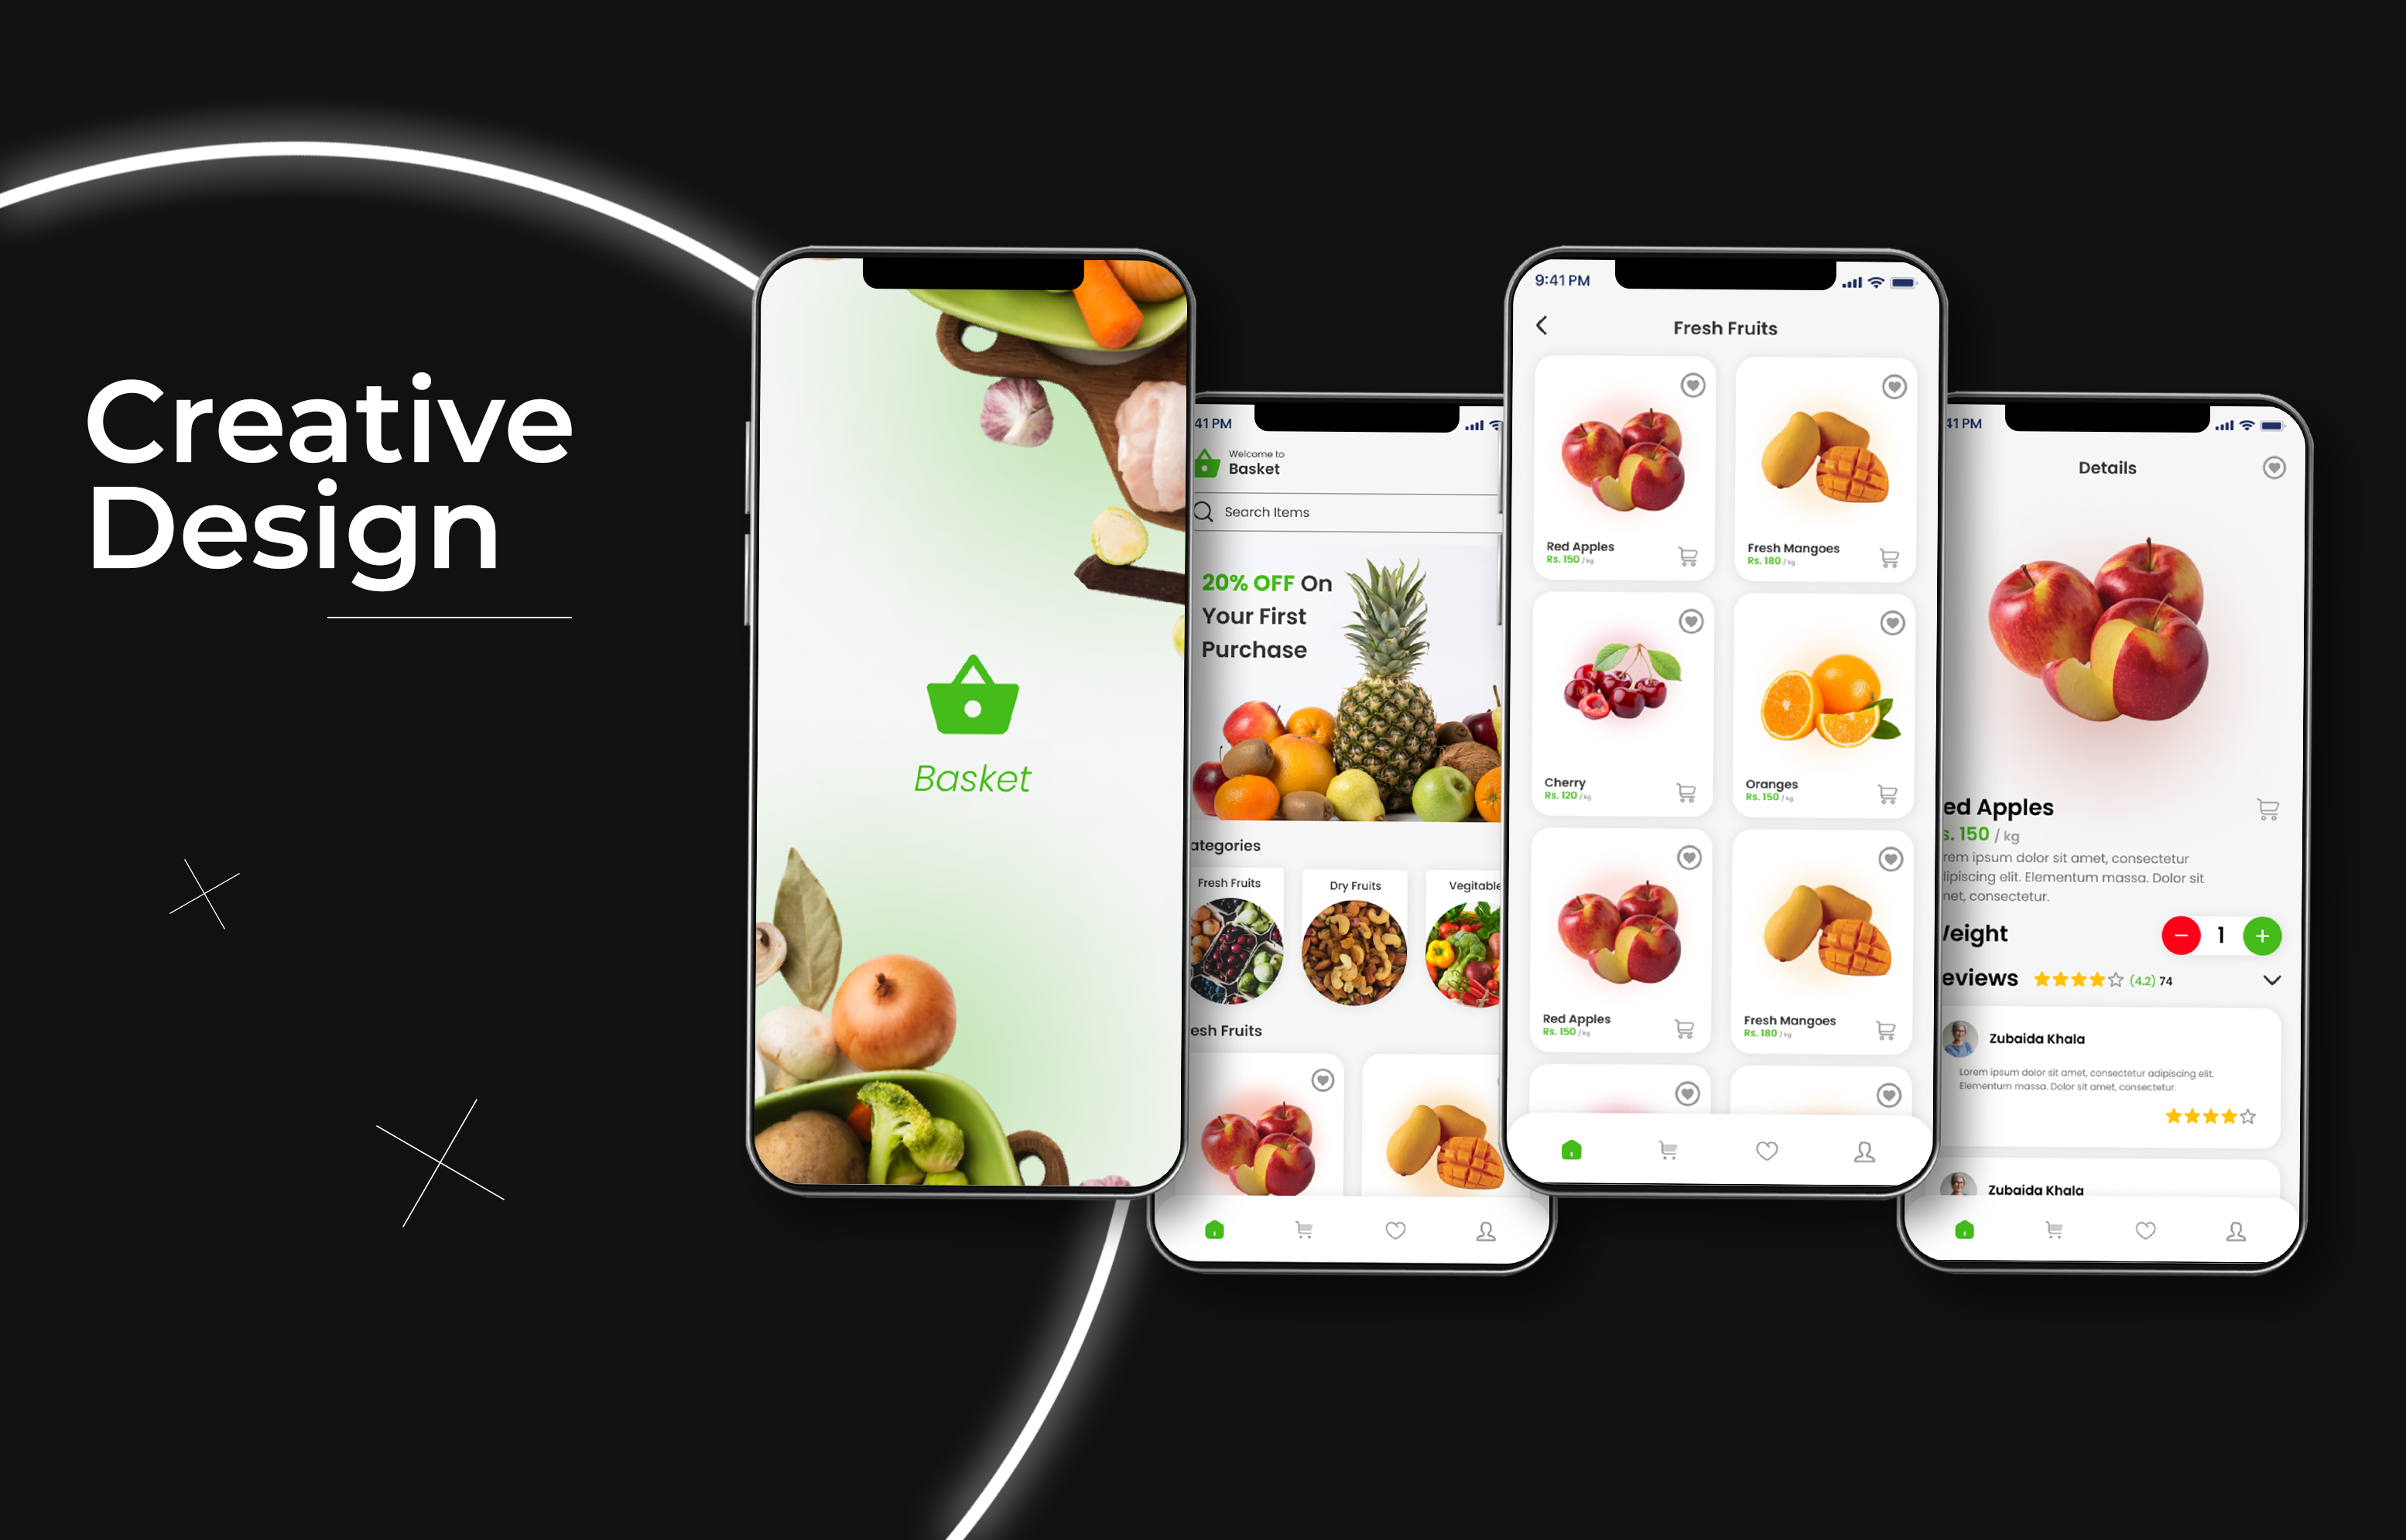 Creative
Design
Basket
41 PM
Welcome to
Basket
Search Items
20% OFF On
Your First
Purchase
ategories
Fresh Fruits
Dry Fruits
Vegitable
esh Fruits
9:41 PM
Fresh Fruits
Red Apples
Rs. 150 / kg
Fresh Mangoes
Rs. 180 / kg
Cherry
Rs. 120 / kg
Oranges
Rs. 150 / kg
Red Apples
Rs. 150 / kg
Fresh Mangoes
Rs. 180 / kg
41 PM
Details
ed Apples
s. 150 / kg
rem ipsum dolor sit amet, consectetur
lipiscing elit. Elementum massa. Dolor sit
net, consectetur.
eight
1
eviews (4.2) 74
Zubaida Khala
Lorem ipsum dolor sit amet, consectetur adipiscing elit.
Elementum massa. Dolor sit amet, consectetur.
Zubaida Khala